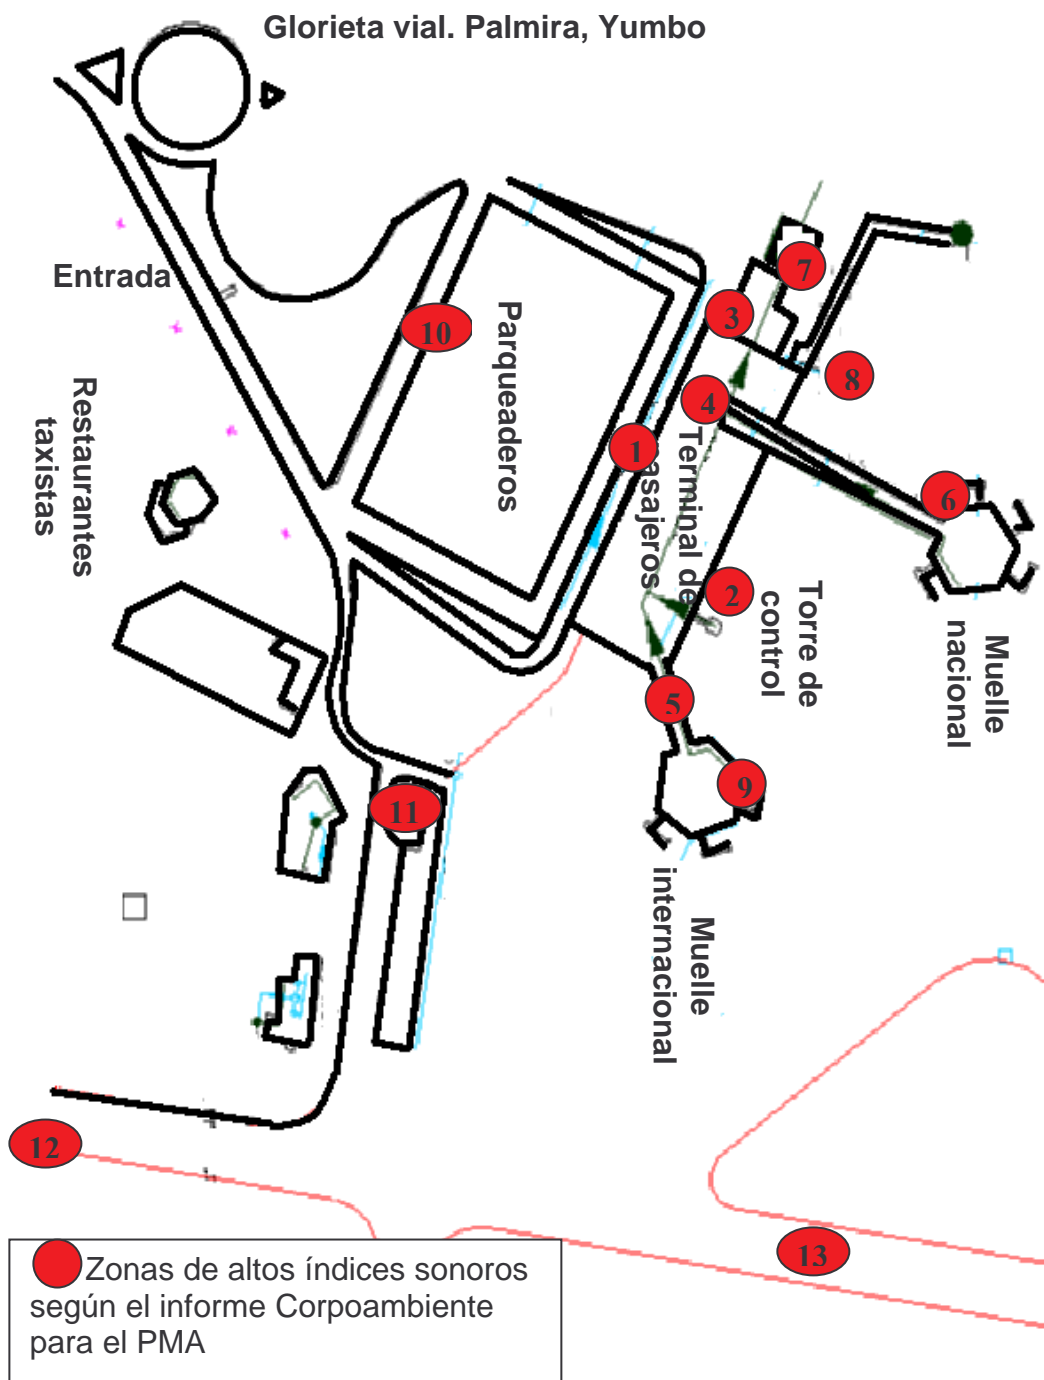 Glorieta vial. Palmira, Yumbo
Entrada
Restaurantes
taxistas
Parqueaderos
Terminal de
asajeros
Torre de
control
Muelle
nacional
Muelle
internacional
7
3
10
8
4
1
6
2
5
9
11
12
13
Zonas de altos índices sonoros
según el informe Corpoambiente
para el PMA